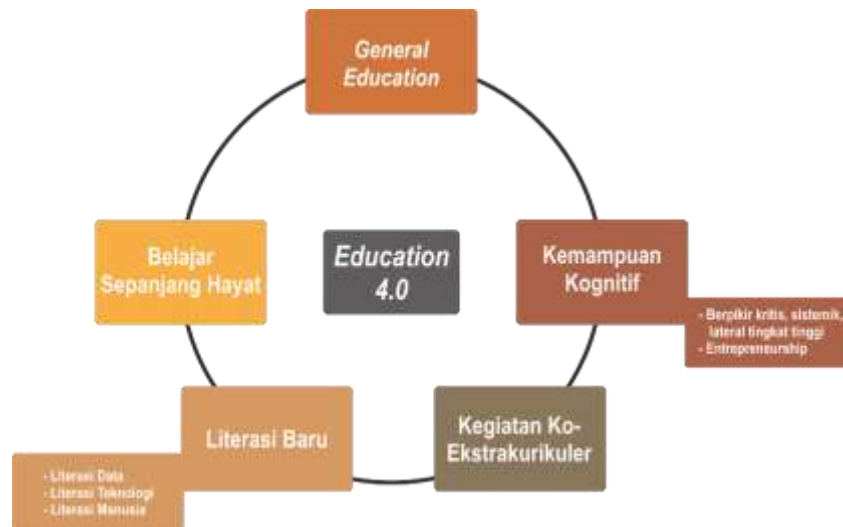 General
Education
Belajar
Sepanjang Hayat
Education
4.0
Kemampuan
Kognitif
- Berpikir kritis, sistemik,
lateral tingkat tinggi
- Entrepreneurship
Literasi Baru
- Literasi Data
- Literasi Teknologi
- Literasi Manusia
Kegiatan Ko-
Ekstrakurikuler